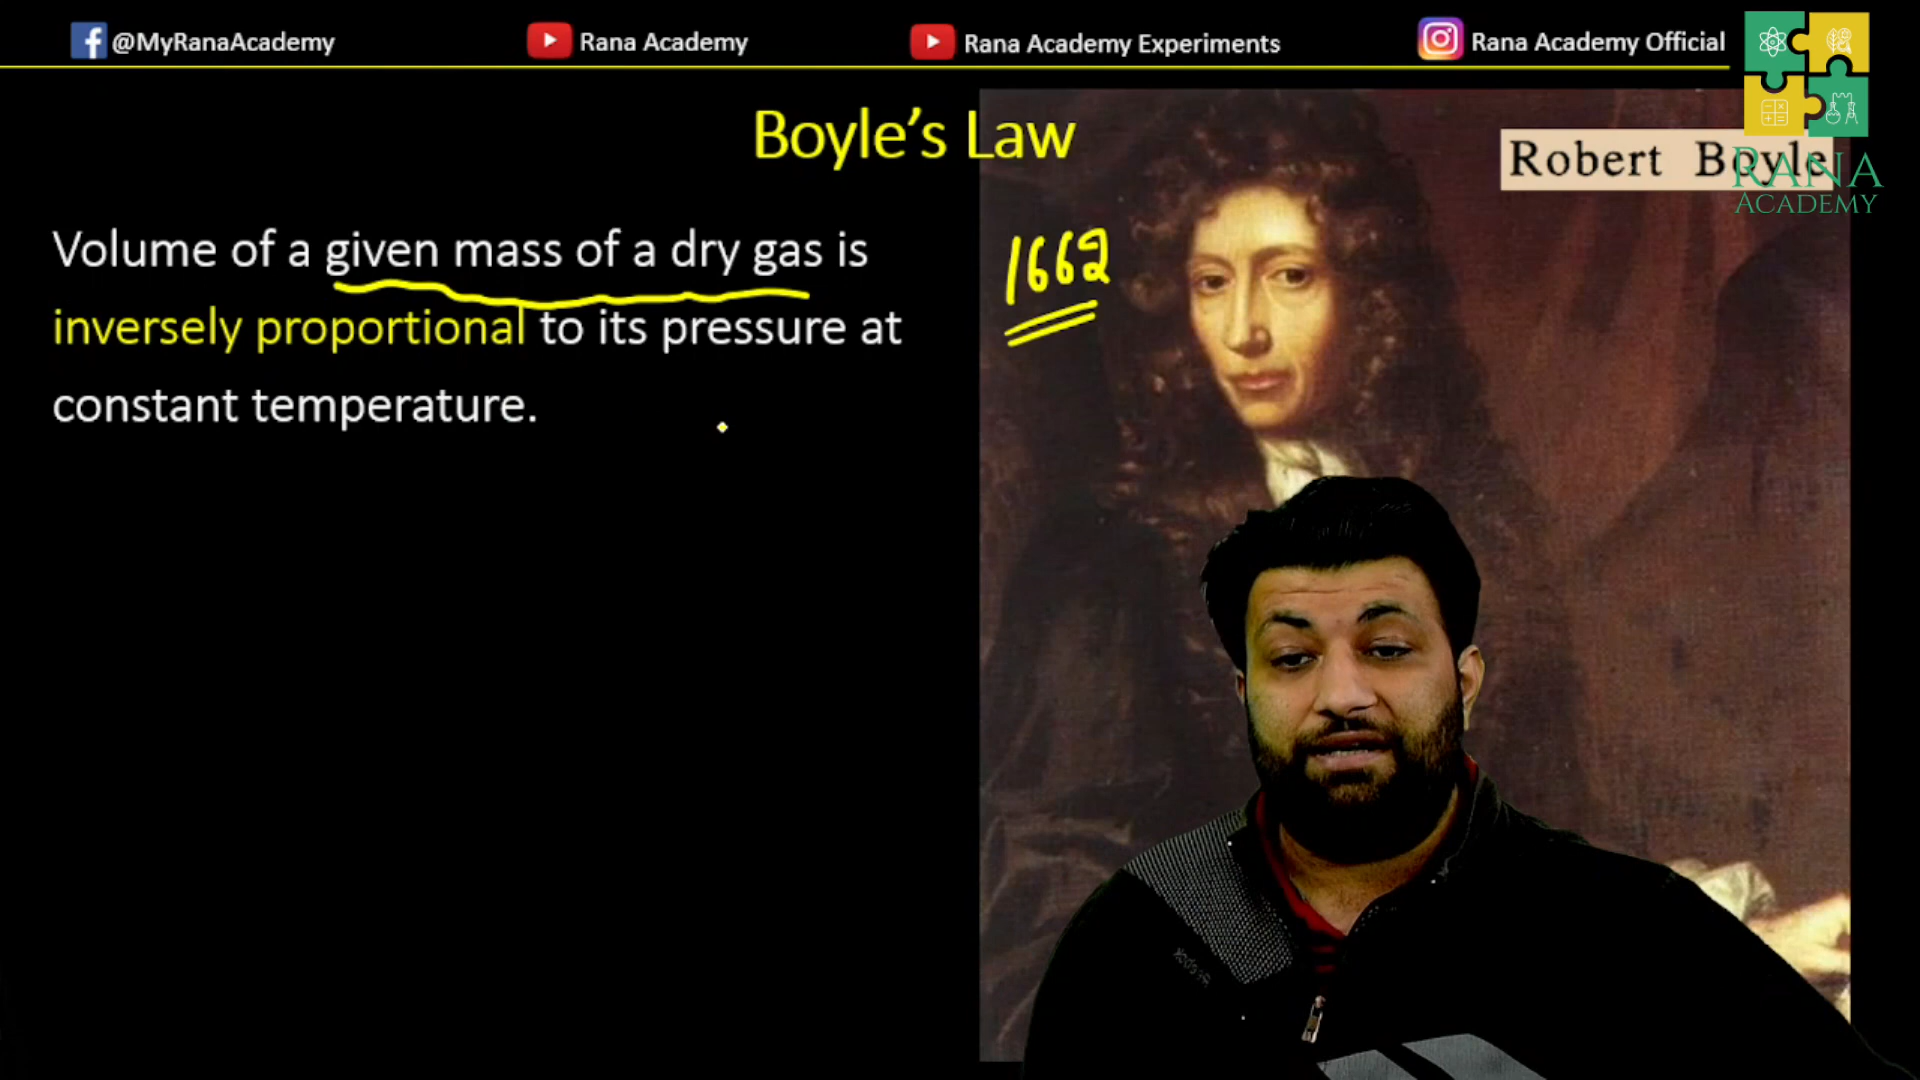 @MyRanaAcademy
Rana Academy
Rana Academy Experiments
Rana Academy Official
Boyle's Law
Robert Boyle
RANA
ACADEMY
1662
Volume of a given mass of a dry gas is
inversely proportional to its pressure at
constant temperature.